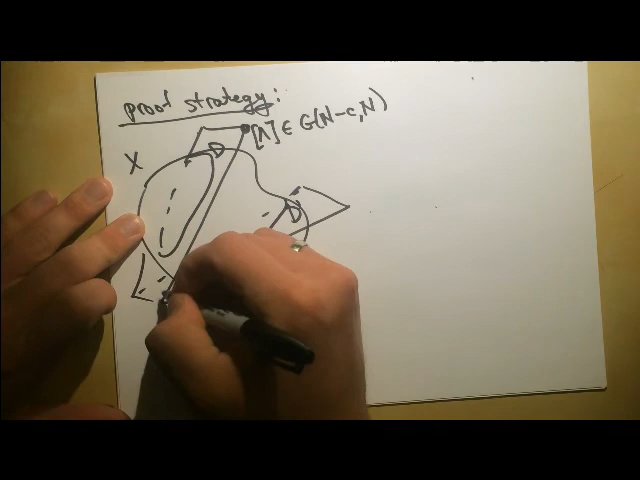 proof strategy:
[Λ] ∈ G(N-c,N)
X